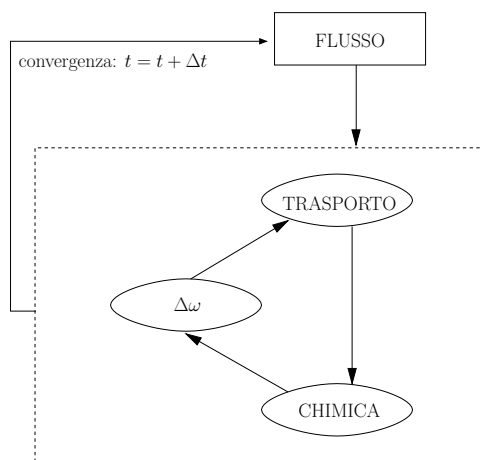 FLUSSO
convergenza: t = t + Δt
TRASPORTO
Δω
CHIMICA